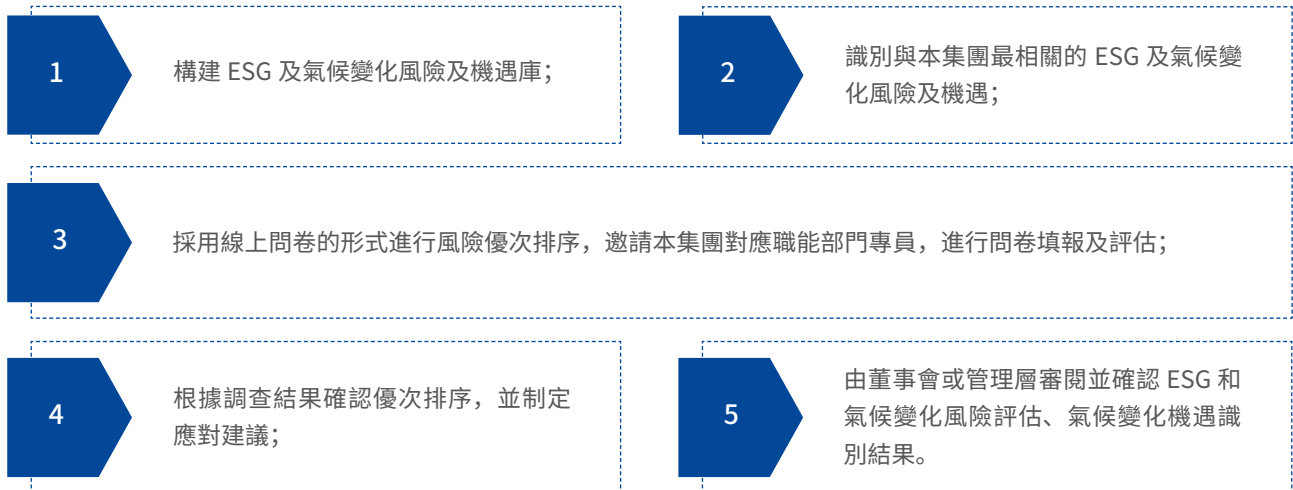 1
構建 ESG 及氣候變化風險及機遇庫；
2
識別與本集團最相關的 ESG 及氣候變
化風險及機遇；
3
採用線上問卷的形式進行風險優次排序，邀請本集團對應職能部門專員，進行問卷填報及評估；
4
根據調查結果確認優次排序，並制定
應對建議；
5
由董事會或管理層審閱並確認 ESG 和
氣候變化風險評估、氣候變化機遇識
別結果。